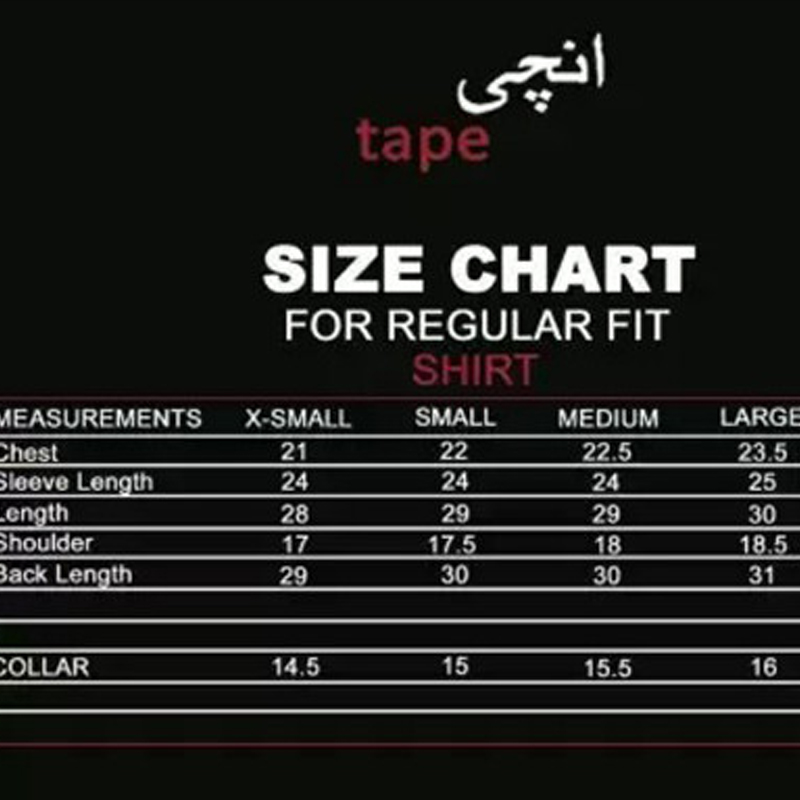 انچی
tape
SIZE CHART
FOR REGULAR FIT
SHIRT
MEASUREMENTS X-SMALL SMALL MEDIUM LARGE
Chest 21 22 22.5 23.5
Sleeve Length 24 24 24 25
Length 28 29 29 30
Shoulder 17 17.5 18 18.5
Back Length 29 30 30 31
COLLAR 14.5 15 15.5 16